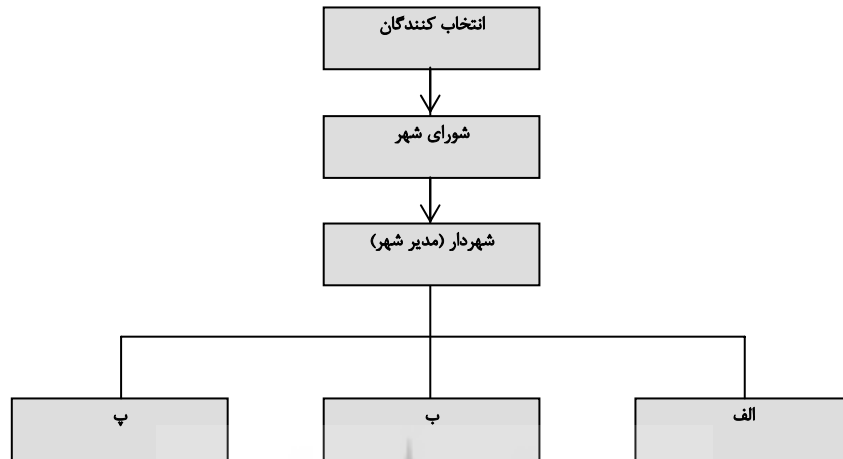 انتخاب کنندگان
شورای شهر
شهردار (مدیر شهر)
الف
ب
پ